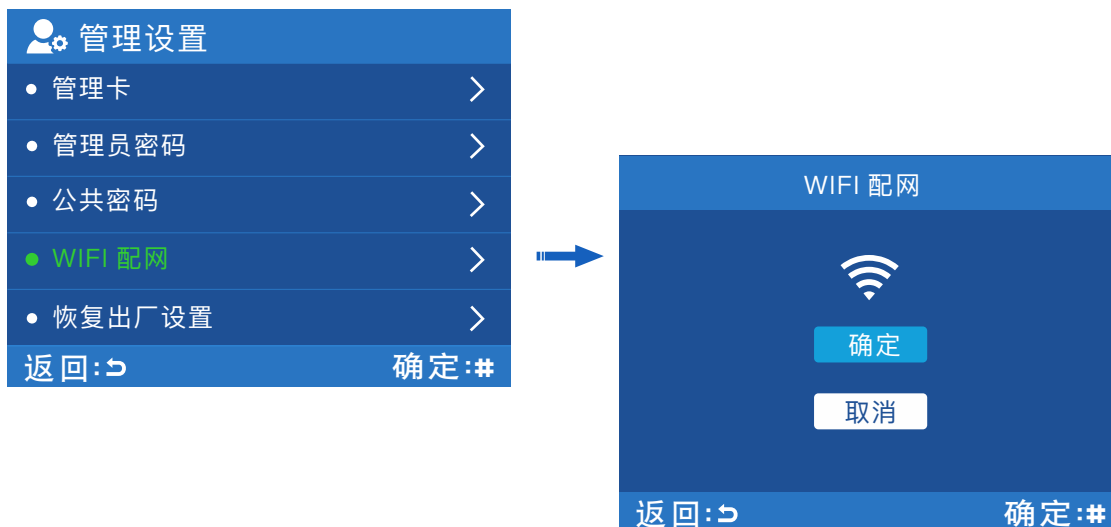 管理设置
管理卡
管理员密码
公共密码
WIFI 配网
恢复出厂设置
返回: 确定:#
WIFI 配网
确定
取消
返回: 确定:#